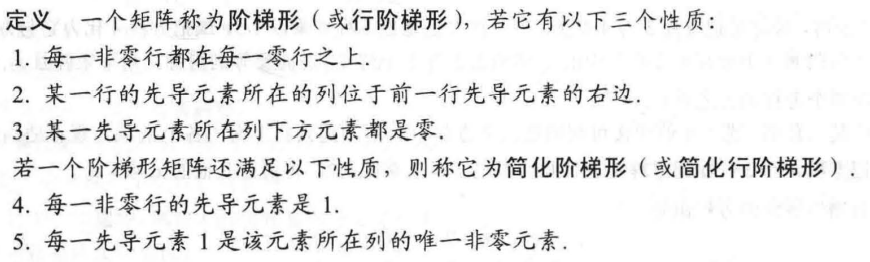 定义 一个矩阵称为阶梯形（或行阶梯形），若它有以下三个性质：
1. 每一非零行都在每一零行之上.
2. 某一行的先导元素所在的列位于前一行先导元素的右边.
3. 某一先导元素所在列下方元素都是零.
若一个阶梯形矩阵还满足以下性质，则称它为简化阶梯形（或简化行阶梯形）.
4. 每一非零行的先导元素是 1.
5. 每一先导元素 1 是该元素所在列的唯一非零元素.